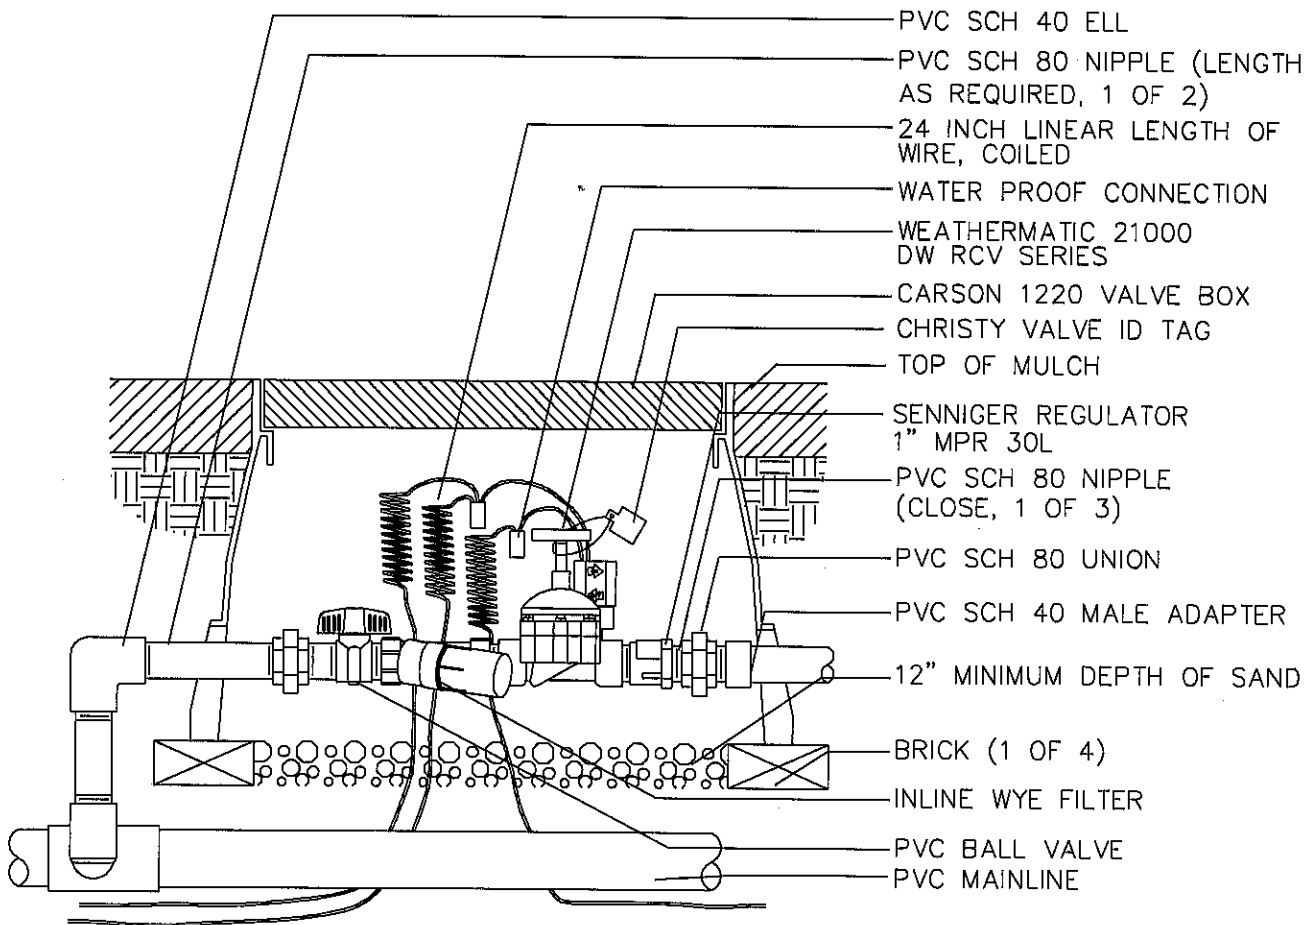 PVC SCH 40 ELL
PVC SCH 80 NIPPLE (LENGTH
AS REQUIRED, 1 OF 2)
24 INCH LINEAR LENGTH OF
WIRE, COILED
WATER PROOF CONNECTION
WEATHERMATIC 21000
DW RCV SERIES
CARSON 1220 VALVE BOX
CHRISTY VALVE ID TAG
TOP OF MULCH
SENNIGER REGULATOR
1" MPR 30L
PVC SCH 80 NIPPLE
(CLOSE, 1 OF 3)
PVC SCH 80 UNION
PVC SCH 40 MALE ADAPTER
12" MINIMUM DEPTH OF SAND
BRICK (1 OF 4)
INLINE WYE FILTER
PVC BALL VALVE
PVC MAINLINE